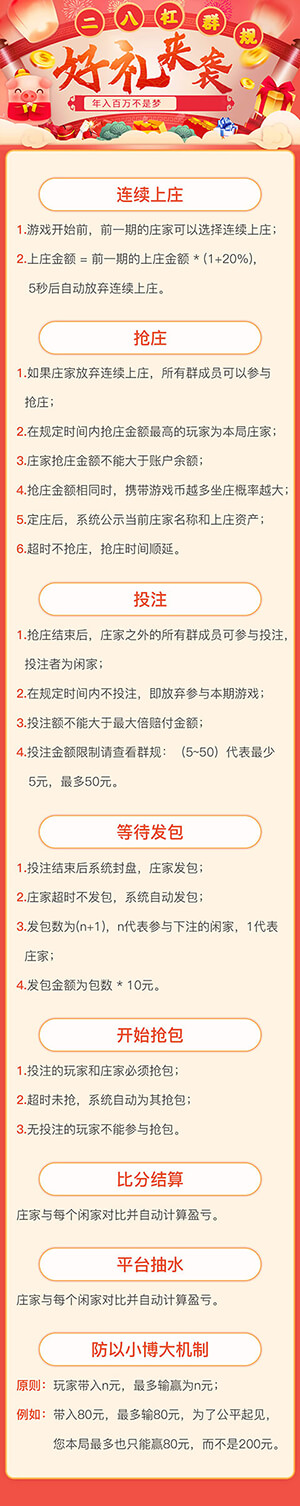 二八杠群规
好礼来袭
年入百万不是梦
连续上庄
1.游戏开始前，前一期的庄家可以选择连续上庄；
2.上庄金额 = 前一期的上庄金额 * (1+20%)，
5秒后自动放弃连续上庄。
抢庄
1.如果庄家放弃连续上庄，所有群成员可以参与
抢庄；
2.在规定时间内抢庄金额最高的玩家为本局庄家；
3.庄家抢庄金额不能大于账户余额；
4.抢庄金额相同时，携带游戏币越多坐庄概率越大；
5.定庄后，系统公示当前庄家名称和上庄资产；
6.超时不抢庄，抢庄时间顺延。
投注
1.抢庄结束后，庄家之外的所有群成员可参与投注，
投注者为闲家；
2.在规定时间内不投注，即放弃参与本期游戏；
3.投注额不能大于最大倍赔付金额；
4.投注金额限制请查看群规：（5~50）代表最少
5元，最多50元。
等待发包
1.投注结束后系统封盘，庄家发包；
2.庄家超时不发包，系统自动发包；
3.发包数为(n+1)，n代表参与下注的闲家，1代表
庄家；
4.发包金额为包数 * 10元。
开始抢包
1.投注的玩家和庄家必须抢包；
2.超时未抢，系统自动为其抢包；
3.无投注的玩家不能参与抢包。
比分结算
庄家与每个闲家对比并自动计算盈亏。
平台抽水
庄家与每个闲家对比并自动计算盈亏。
防以小博大机制
原则：玩家带入n元，最多输赢为n元；
例如：带入80元，最多输80元，为了公平起见，
您本局最多也只能赢80元，而不是200元。